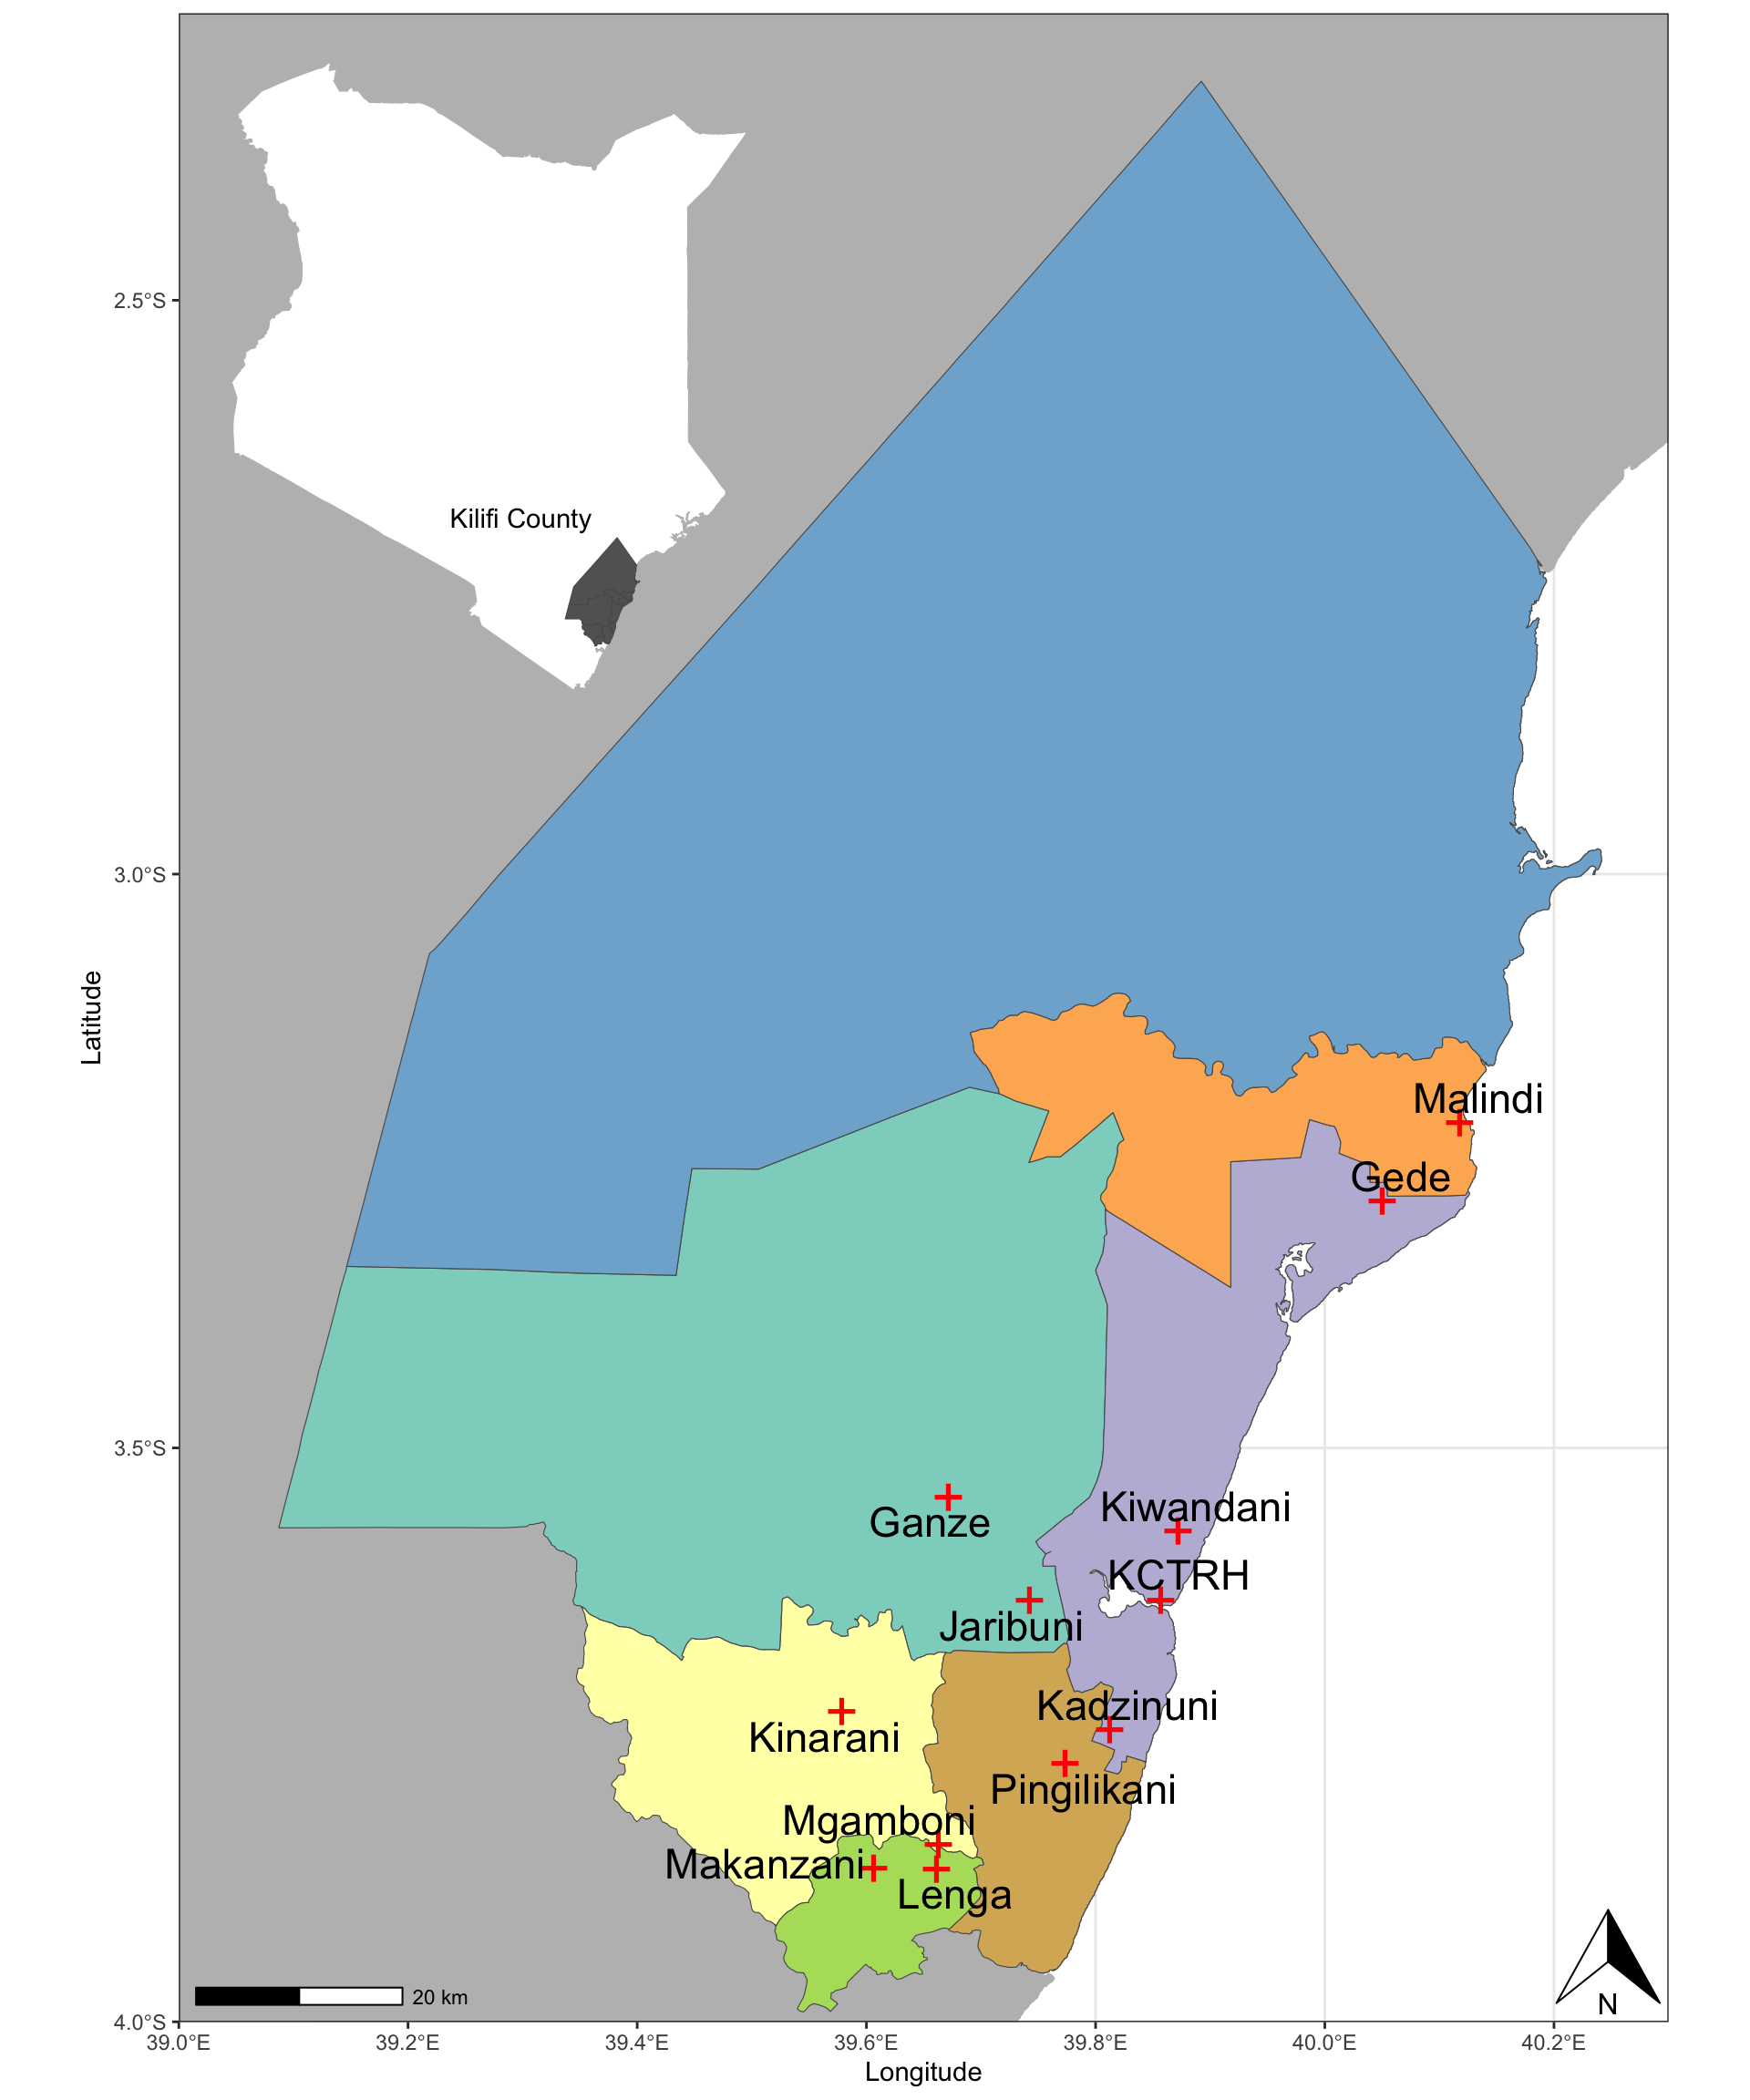 2.5°S
Kilifi County
3.0°S
Latitude
Malindi
Gede
3.5°S
Kiwandani
Ganze
KCTRH
Jaribuni
Kadzinuni
Kinarani
Pingilikani
Mgamboni
Makanzani
Lenga
20 km
N
4.0°S
39.0°E 39.2°E 39.4°E 39.6°E 39.8°E 40.0°E 40.2°E
Longitude